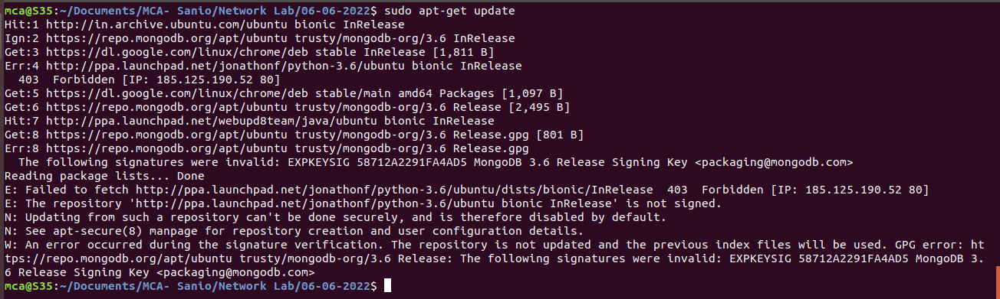 mca@S35:~/Documents/MCA- Sanio/Network Lab/06-06-2022$ sudo apt-get update
Hit:1 http://in.archive.ubuntu.com/ubuntu bionic InRelease
Ign:2 https://repo.mongodb.org/apt/ubuntu trusty/mongodb-org/3.6 InRelease
Get:3 https://dl.google.com/linux/chrome/deb stable InRelease [1,811 B]
Err:4 http://ppa.launchpad.net/jonathonf/python-3.6/ubuntu bionic InRelease
  403  Forbidden [IP: 185.125.190.52 80]
Get:5 https://dl.google.com/linux/chrome/deb stable/main amd64 Packages [1,097 B]
Get:6 https://repo.mongodb.org/apt/ubuntu trusty/mongodb-org/3.6 Release [2,495 B]
Hit:7 http://ppa.launchpad.net/webupd8team/java/ubuntu bionic InRelease
Get:8 https://repo.mongodb.org/apt/ubuntu trusty/mongodb-org/3.6 Release.gpg [801 B]
Err:8 https://repo.mongodb.org/apt/ubuntu trusty/mongodb-org/3.6 Release.gpg
  The following signatures were invalid: EXPKEYSIG 58712A2291FA4AD5 MongoDB 3.6 Release Signing Key <packaging@mongodb.com>
Reading package lists... Done
E: Failed to fetch http://ppa.launchpad.net/jonathonf/python-3.6/ubuntu/dists/bionic/InRelease  403  Forbidden [IP: 185.125.190.52 80]
E: The repository 'http://ppa.launchpad.net/jonathonf/python-3.6/ubuntu bionic InRelease' is not signed.
N: Updating from such a repository can't be done securely, and is therefore disabled by default.
N: See apt-secure(8) manpage for repository creation and user configuration details.
W: An error occurred during the signature verification. The repository is not updated and the previous index files will be used. GPG error: ht
tps://repo.mongodb.org/apt/ubuntu trusty/mongodb-org/3.6 Release: The following signatures were invalid: EXPKEYSIG 58712A2291FA4AD5 MongoDB 3.
6 Release Signing Key <packaging@mongodb.com>
mca@S35:~/Documents/MCA- Sanio/Network Lab/06-06-2022$